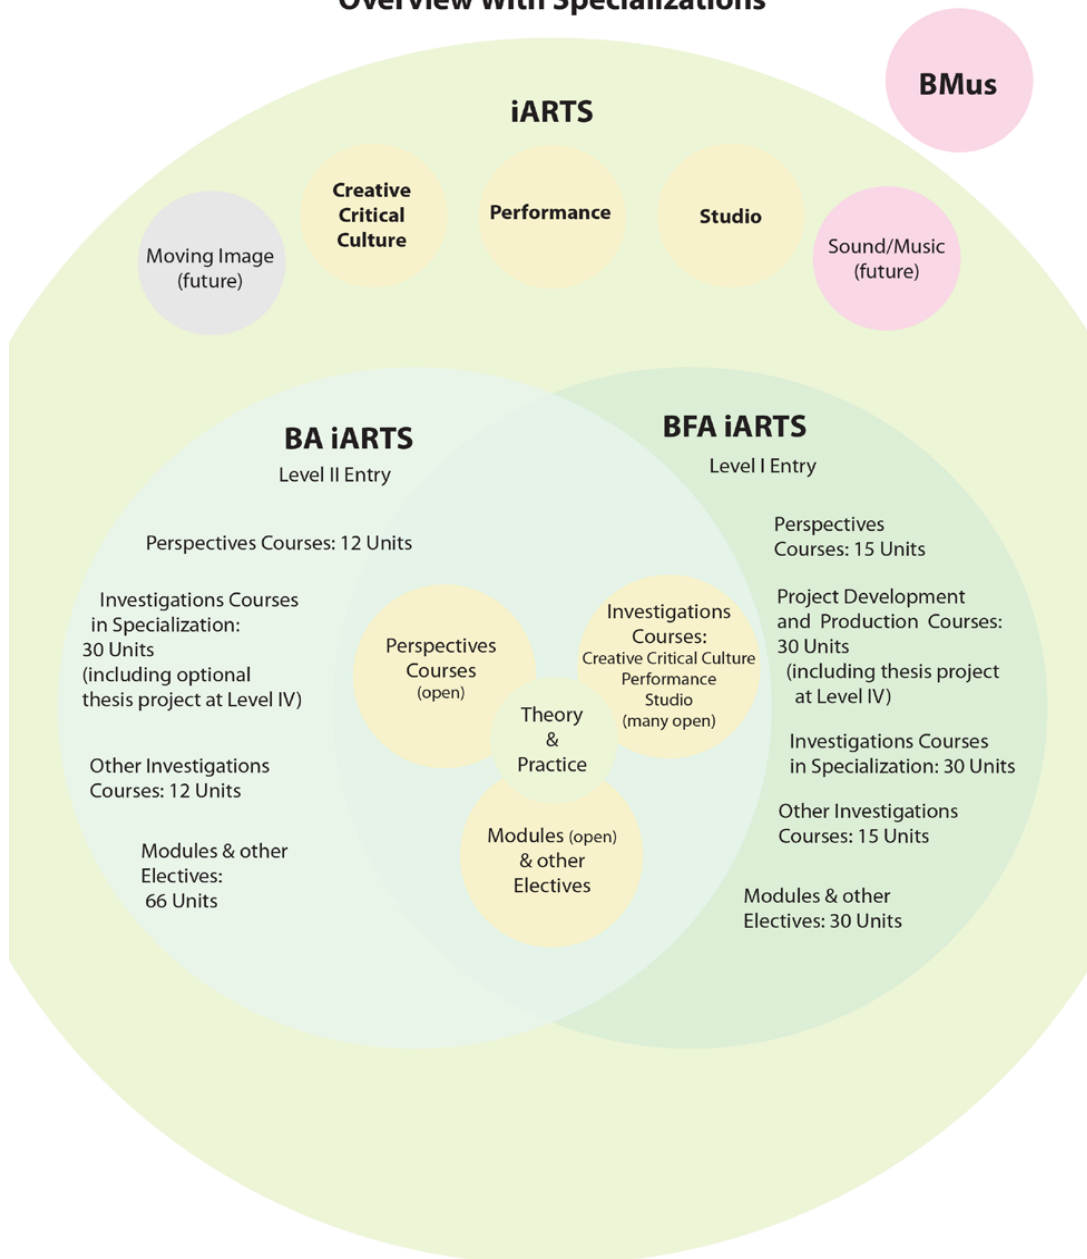 Overview With Specializations
BMus
iARTS
Creative
Critical
Culture
Performance
Studio
Moving Image
(future)
Sound/Music
(future)
BA iARTS
Level II Entry
Perspectives Courses: 12 Units
Investigations Courses
in Specialization:
30 Units
(including optional
thesis project at Level IV)
Other Investigations
Courses: 12 Units
Modules & other
Electives:
66 Units
Perspectives
Courses
(open)
Investigations
Courses:
Creative Critical Culture
Performance
Studio
(many open)
Theory
&
Practice
Modules (open)
& other
Electives
BFA iARTS
Level I Entry
Perspectives
Courses: 15 Units
Project Development
and Production Courses:
30 Units
(including thesis project
at Level IV)
Investigations Courses
in Specialization: 30 Units
Other Investigations
Courses: 15 Units
Modules & other
Electives: 30 Units